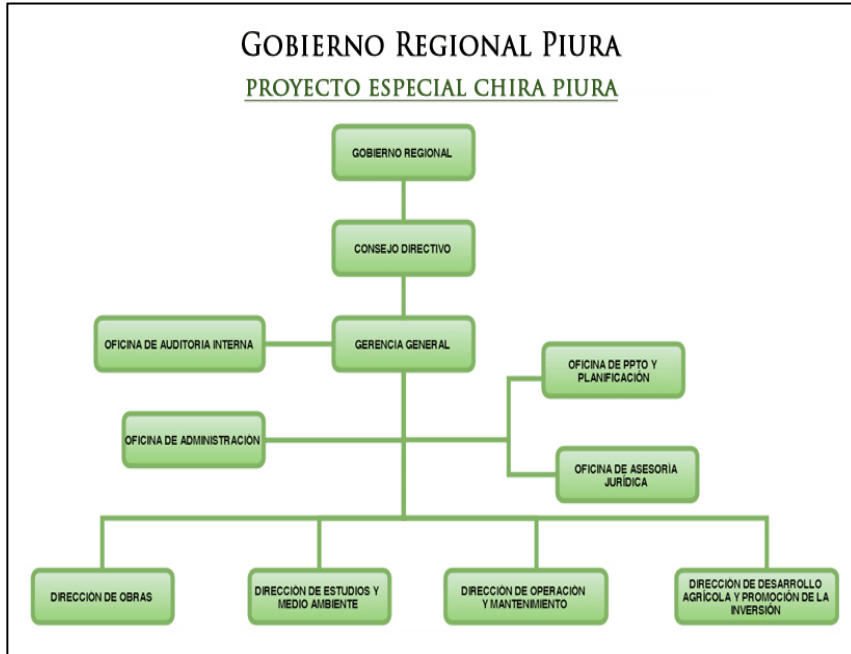 GOBIERNO REGIONAL PIURA
PROYECTO ESPECIAL CHIRA PIURA
GOBIERNO REGIONAL
CONSEJO DIRECTIVO
OFICINA DE AUDITORIA INTERNA
GERENCIA GENERAL
OFICINA DE PPTO Y
PLANIFICACIÓN
OFICINA DE ADMINISTRACIÓN
OFICINA DE ASESORÍA
JURÍDICA
DIRECCIÓN DE OBRAS
DIRECCIÓN DE ESTUDIOS Y
MEDIO AMBIENTE
DIRECCIÓN DE OPERACIÓN
Y MANTENIMIENTO
DIRECCIÓN DE DESARROLLO
AGRÍCOLA Y PROMOCIÓN DE LA
INVERSIÓN